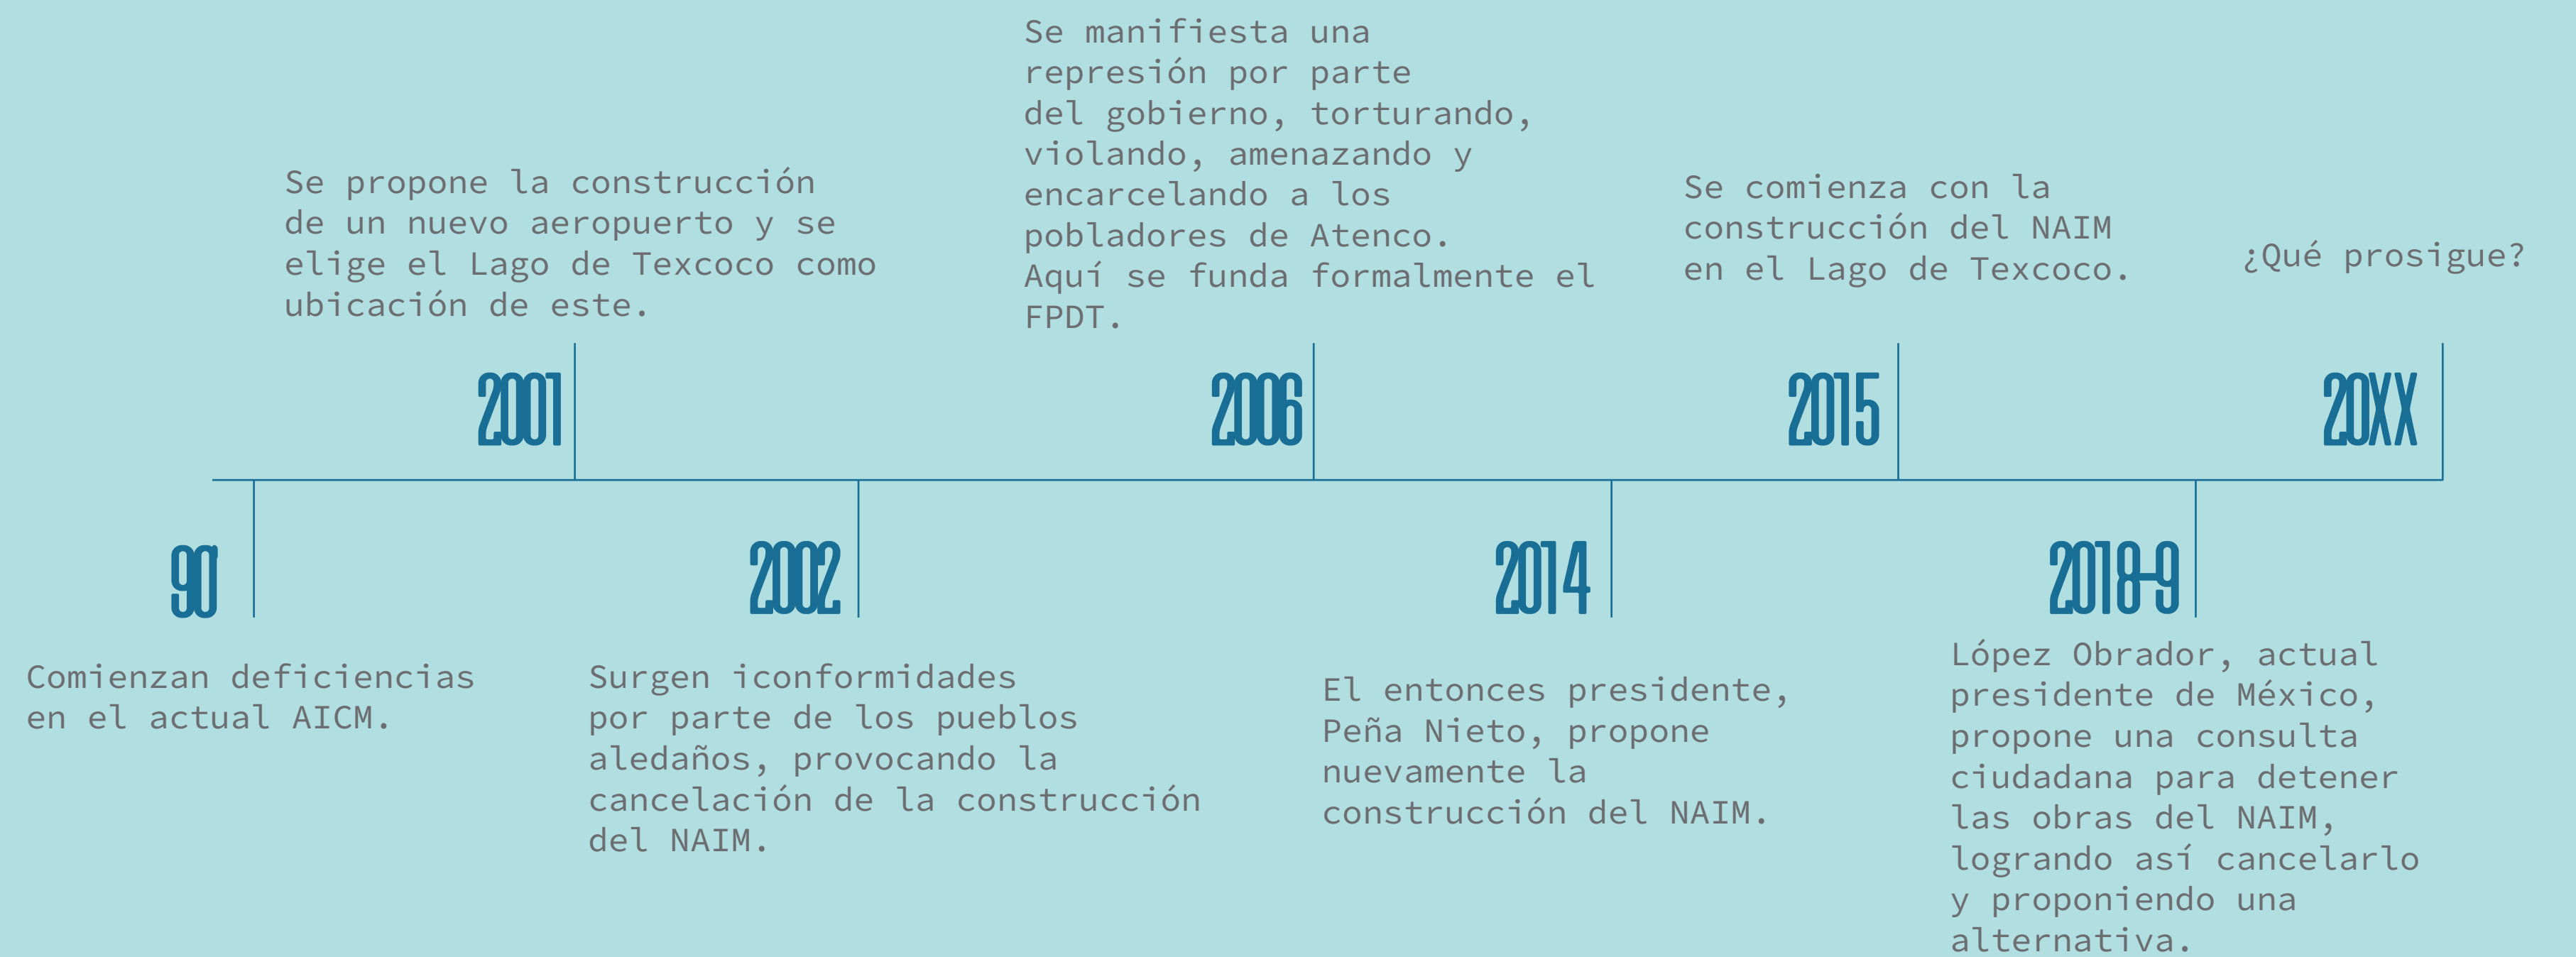 90'
Comienzan deficiencias
en el actual AICM.
2001
Se propone la construcción
de un nuevo aeropuerto y se
elige el Lago de Texcoco como
ubicación de este.
2002
Surgen iconformidades
por parte de los pueblos
aledaños, provocando la
cancelación de la construcción
del NAIM.
2006
Se manifiesta una
represión por parte
del gobierno, torturando,
violando, amenazando y
encarcelando a los
pobladores de Atenco.
Aquí se funda formalmente el
FPDT.
2014
El entonces presidente,
Peña Nieto, propone
nuevamente la
construcción del NAIM.
2015
Se comienza con la
construcción del NAIM
en el Lago de Texcoco.
2018-9
López Obrador, actual
presidente de México,
propone una consulta
ciudadana para detener
las obras del NAIM,
logrando así cancelarlo
y proponiendo una
alternativa.
20XX
¿Qué prosigue?